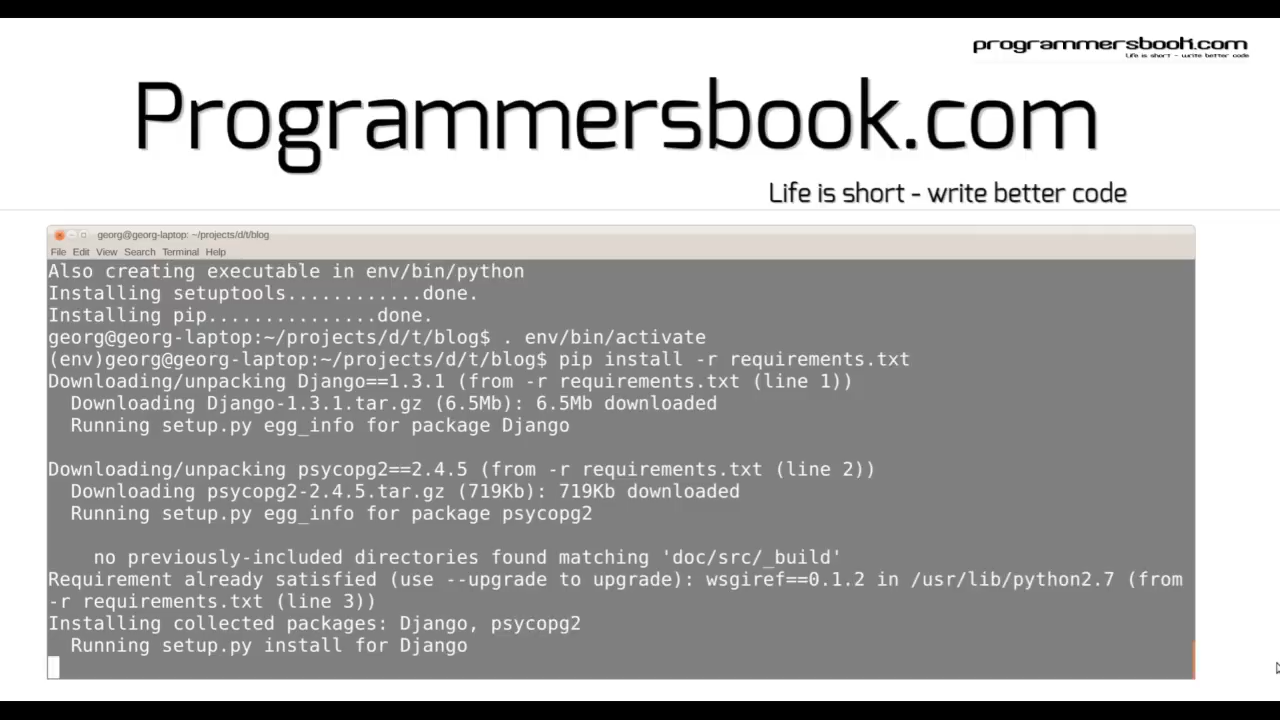 programmersbook.com
Life is short - write better code
Programmersbook.com
Life is short - write better code
georg@georg-laptop: ~/projects/d/t/blog
File Edit View Search Terminal Help
Also creating executable in env/bin/python
Installing setuptools............done.
Installing pip...............done.
georg@georg-laptop:~/projects/d/t/blog$ . env/bin/activate
(env)georg@georg-laptop:~/projects/d/t/blog$ pip install -r requirements.txt
Downloading/unpacking Django==1.3.1 (from -r requirements.txt (line 1))
  Downloading Django-1.3.1.tar.gz (6.5Mb): 6.5Mb downloaded
  Running setup.py egg_info for package Django
Downloading/unpacking psycopg2==2.4.5 (from -r requirements.txt (line 2))
  Downloading psycopg2-2.4.5.tar.gz (719Kb): 719Kb downloaded
  Running setup.py egg_info for package psycopg2
    no previously-included directories found matching 'doc/src/_build'
Requirement already satisfied (use --upgrade to upgrade): wsgiref==0.1.2 in /usr/lib/python2.7 (from
-r requirements.txt (line 3))
Installing collected packages: Django, psycopg2
  Running setup.py install for Django